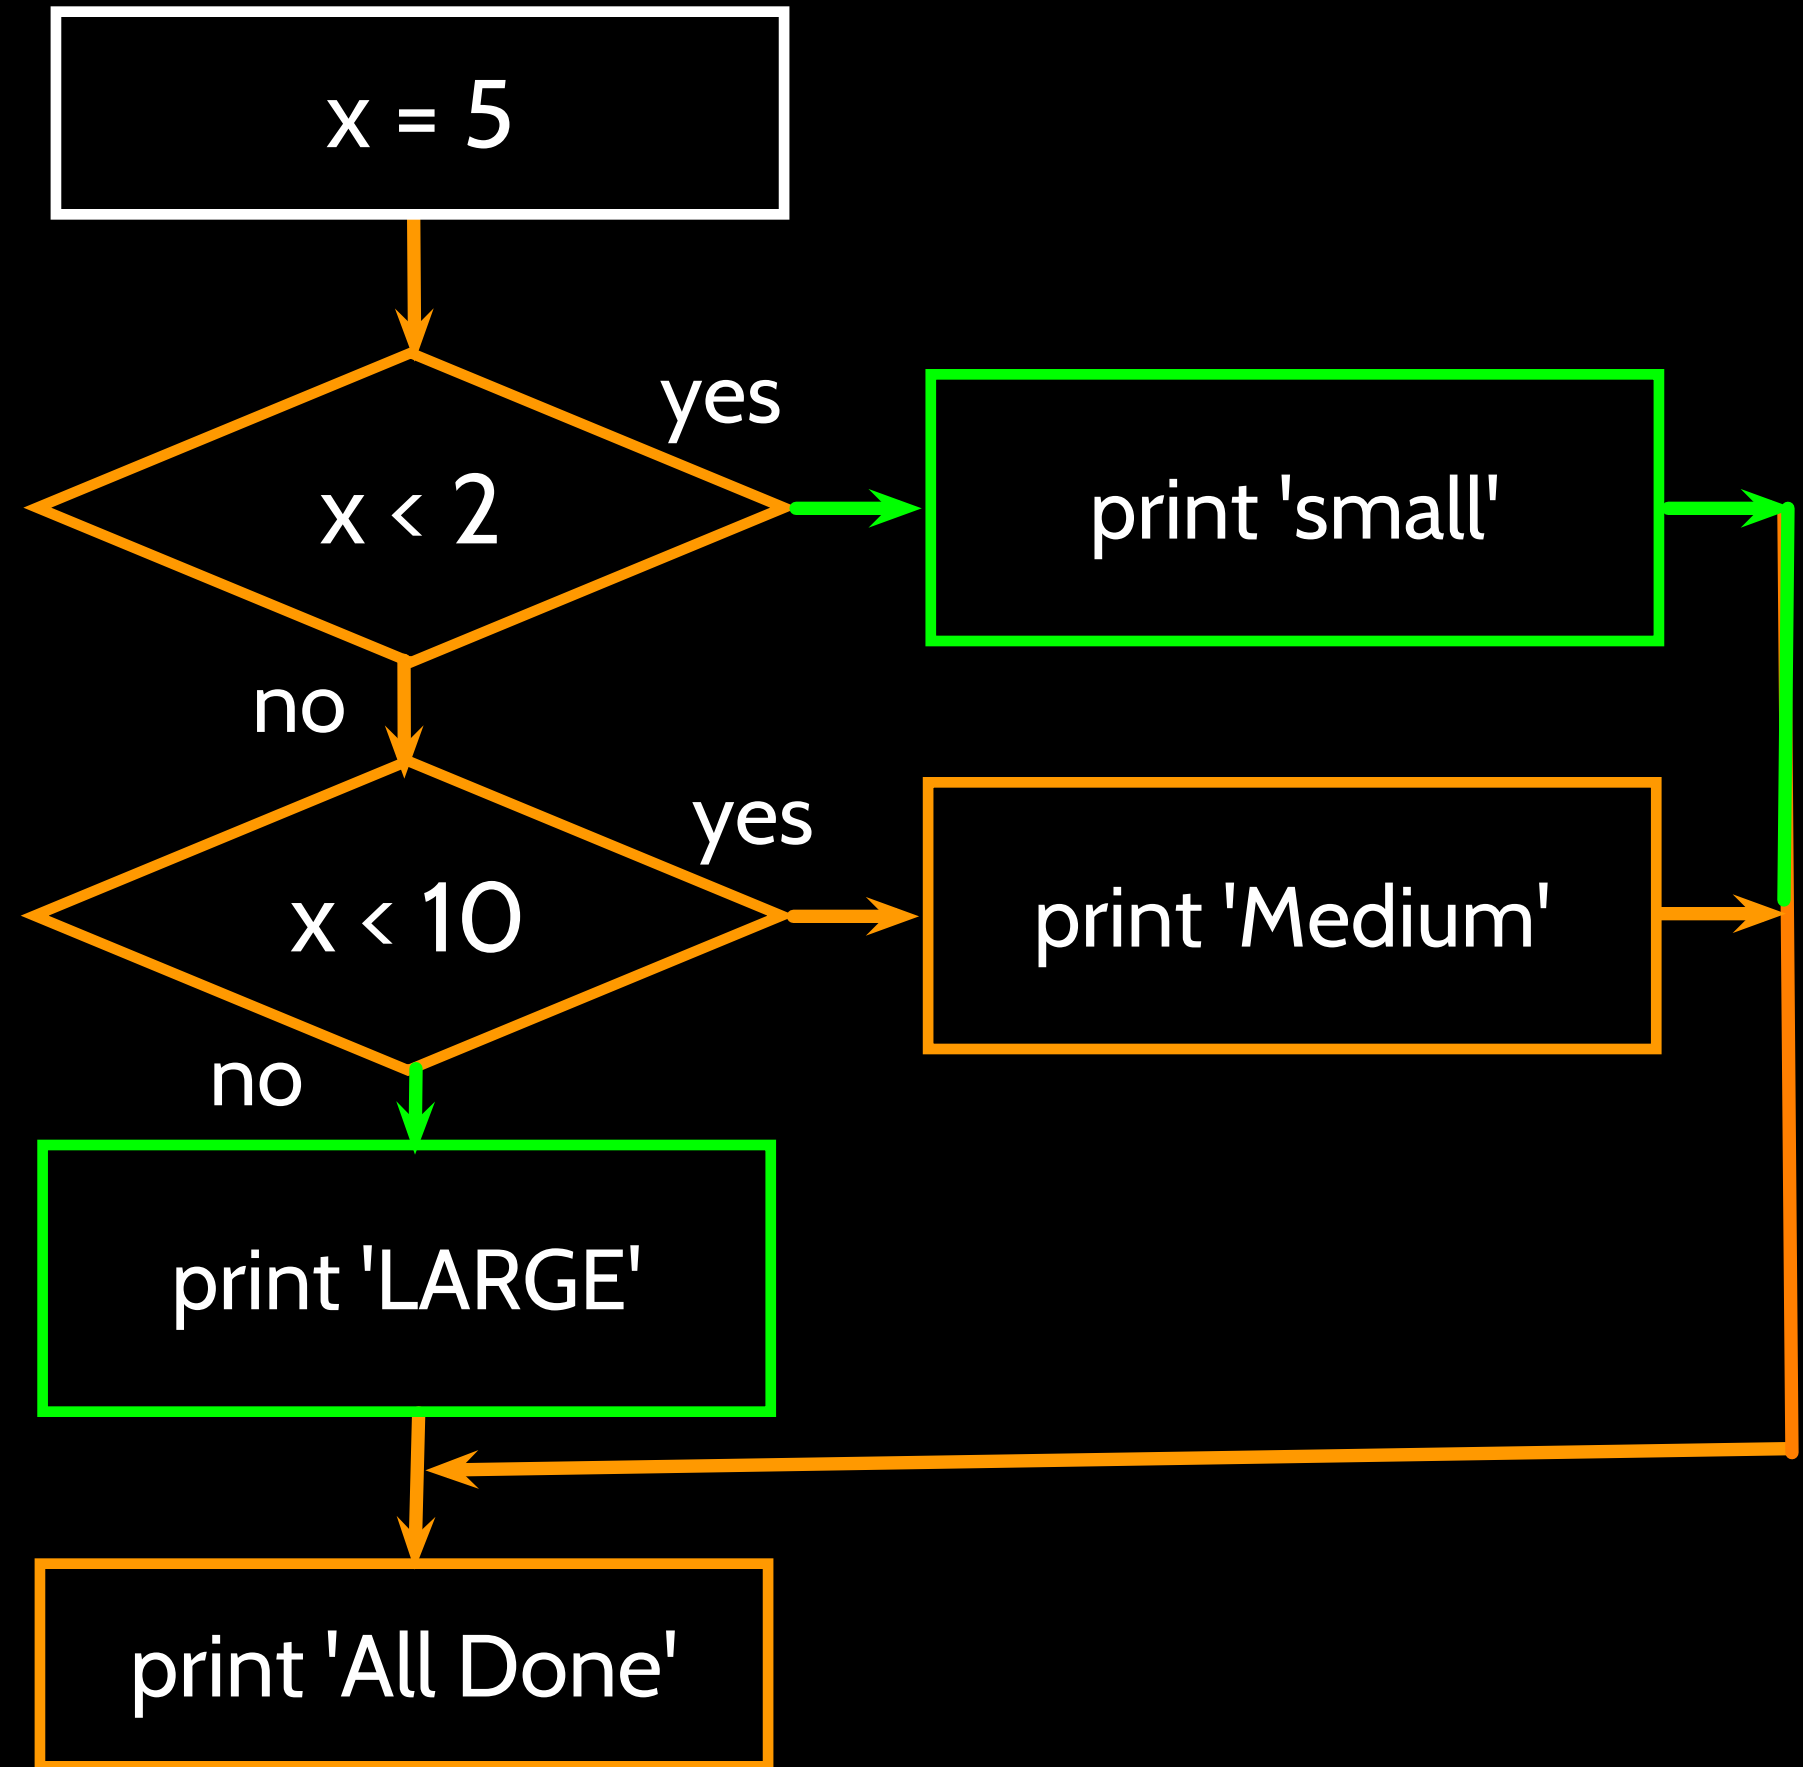 x = 5
yes
x < 2
print 'small'
no
yes
x < 10
print 'Medium'
no
print 'LARGE'
print 'All Done'